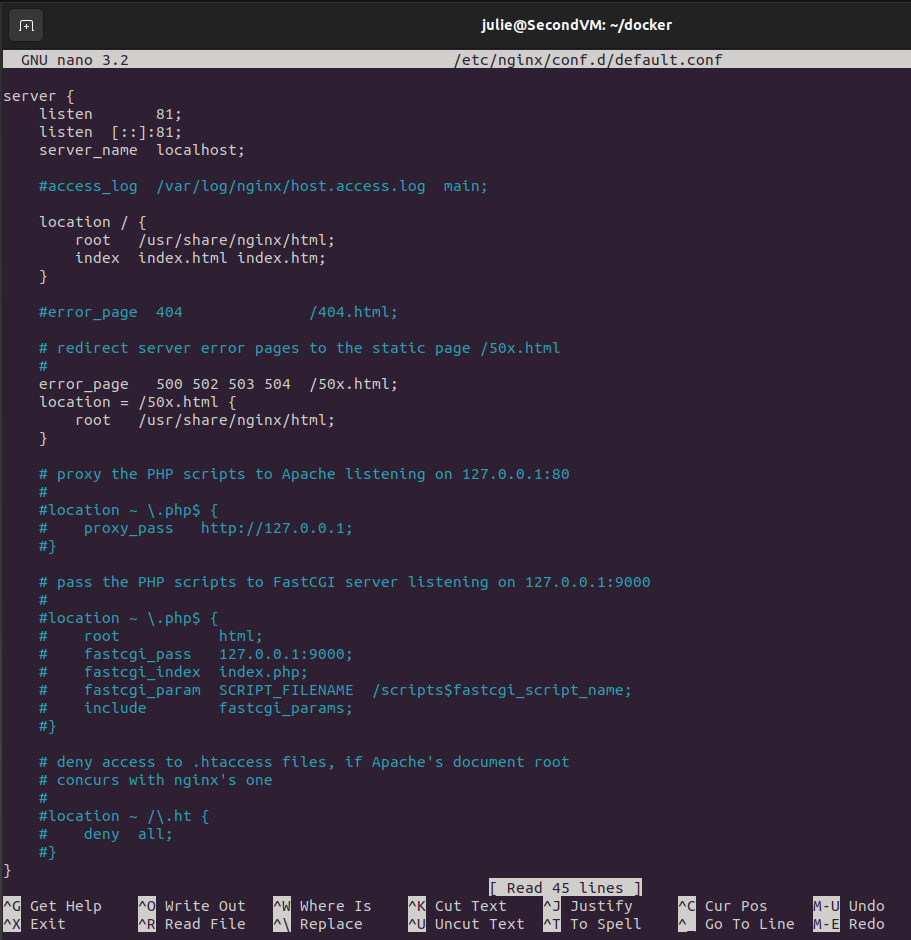 julie@SecondVM: ~/docker
GNU nano 3.2 /etc/nginx/conf.d/default.conf
server {
    listen       81;
    listen  [::]:81;
    server_name  localhost;
    #access_log  /var/log/nginx/host.access.log  main;
    location / {
        root   /usr/share/nginx/html;
        index  index.html index.htm;
    }
    #error_page  404              /404.html;
    # redirect server error pages to the static page /50x.html
    #
    error_page   500 502 503 504  /50x.html;
    location = /50x.html {
        root   /usr/share/nginx/html;
    }
    # proxy the PHP scripts to Apache listening on 127.0.0.1:80
    #
    #location ~ \.php$ {
    #    proxy_pass   http://127.0.0.1;
    #}
    # pass the PHP scripts to FastCGI server listening on 127.0.0.1:9000
    #
    #location ~ \.php$ {
    #    root           html;
    #    fastcgi_pass   127.0.0.1:9000;
    #    fastcgi_index  index.php;
    #    fastcgi_param  SCRIPT_FILENAME  /scripts$fastcgi_script_name;
    #    include        fastcgi_params;
    #}
    # deny access to .htaccess files, if Apache's document root
    # concurs with nginx's one
    #
    #location ~ /\.ht {
    #    deny  all;
    #}
}
[ Read 45 lines ]
^G Get Help ^O Write Out ^W Where Is ^K Cut Text ^J Justify ^C Cur Pos M-U Undo
^X Exit ^R Read File ^\ Replace ^U Uncut Text ^T To Spell ^_ Go To Line M-E Redo